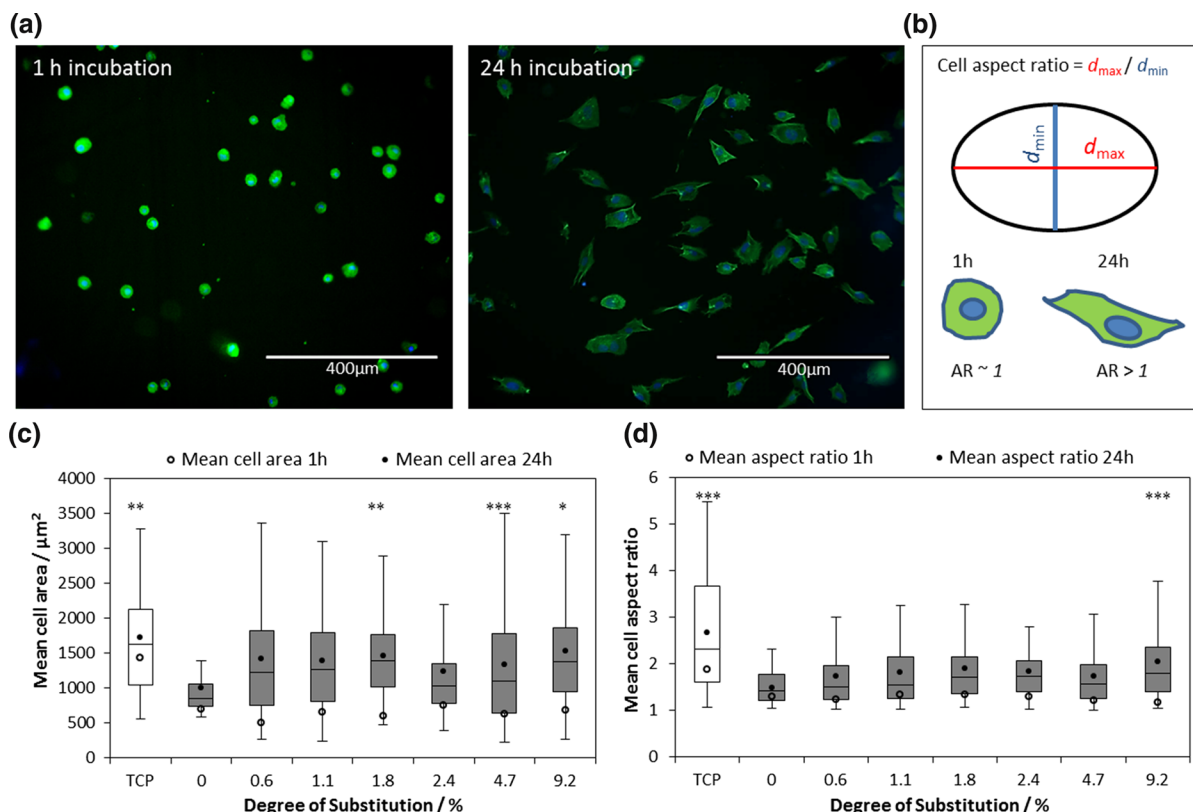 (a)
1 h incubation
400μm
24 h incubation
400μm
(b)
Cell aspect ratio = dmax / dmin
dmin
dmax
1h
24h
AR ~ 1
AR > 1
(c)
Mean cell area 1h
Mean cell area 24h
Mean cell area / μm²
4000
3500
3000
2500
2000
1500
1000
500
0
** ** *** *
TCP 0 0.6 1.1 1.8 2.4 4.7 9.2
Degree of Substitution / %
(d)
Mean aspect ratio 1h
Mean aspect ratio 24h
Mean cell aspect ratio
6
5
4
3
2
1
0
*** ***
TCP 0 0.6 1.1 1.8 2.4 4.7 9.2
Degree of Substitution / %